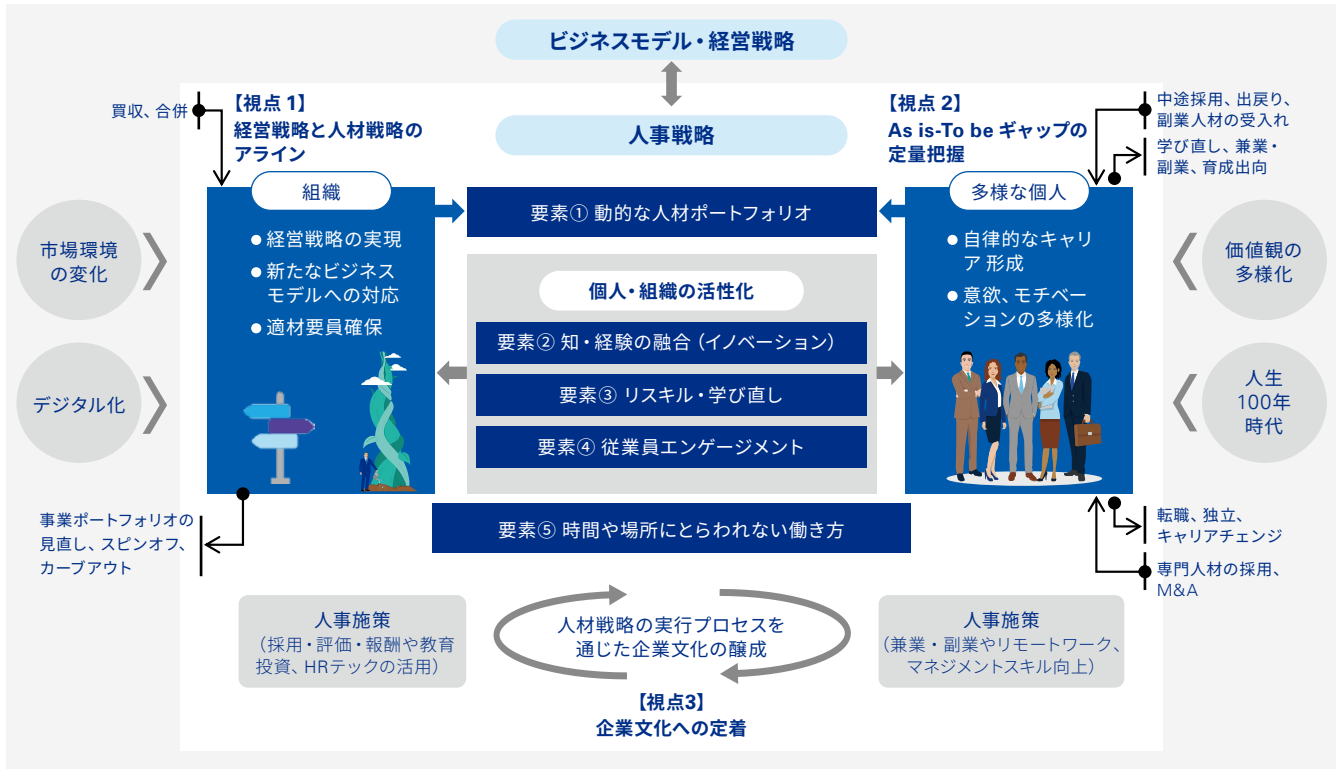 ビジネスモデル・経営戦略
人事戦略
買収、合併
【視点 1】
経営戦略と人材戦略の
アライン
【視点 2】
As is-To be ギャップの
定量把握
中途採用、出戻り、
副業人材の受入れ
学び直し、兼業・
副業、育成出向
市場環境
の変化
デジタル化
組織
● 経営戦略の実現
● 新たなビジネス
モデルへの対応
● 適材要員確保
要素① 動的な人材ポートフォリオ
個人・組織の活性化
要素② 知・経験の融合（イノベーション）
要素③ リスキル・学び直し
要素④ 従業員エンゲージメント
要素⑤ 時間や場所にとらわれない働き方
多様な個人
● 自律的なキャリ
ア 形成
● 意欲、モチベー
ションの多様化
価値観の
多様化
人生
100年
時代
事業ポートフォリオの
見直し、スピンオフ、
カーブアウト
転職、独立、
キャリアチェンジ
専門人材の採用、
M&A
人事施策
（採用・評価・報酬や教育
投資、HRテックの活用）
人材戦略の実行プロセスを
通じた企業文化の醸成
人事施策
（兼業・副業やリモートワーク、
マネジメントスキル向上）
【視点3】
企業文化への定着